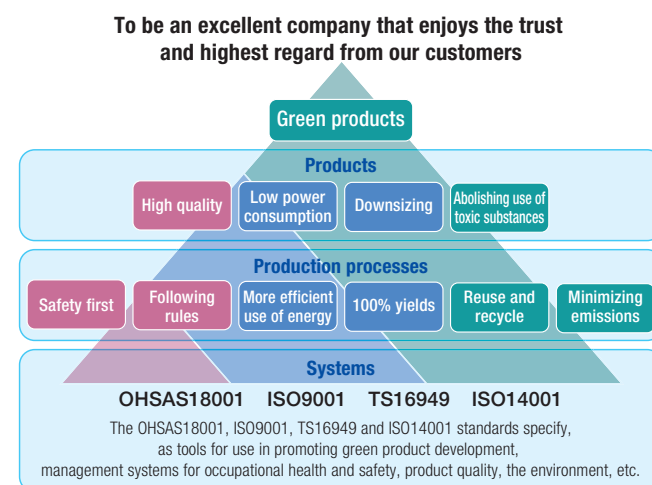 To be an excellent company that enjoys the trust
and highest regard from our customers
Green products
Products
High quality
Low power
consumption
Downsizing
Abolishing use of
toxic substances
Production processes
Safety first
Following
rules
More efficient
use of energy
100% yields
Reuse and
recycle
Minimizing
emissions
Systems
OHSAS18001 ISO9001 TS16949 ISO14001
The OHSAS18001, ISO9001, TS16949 and ISO14001 standards specify,
as tools for use in promoting green product development,
management systems for occupational health and safety, product quality, the environment, etc.